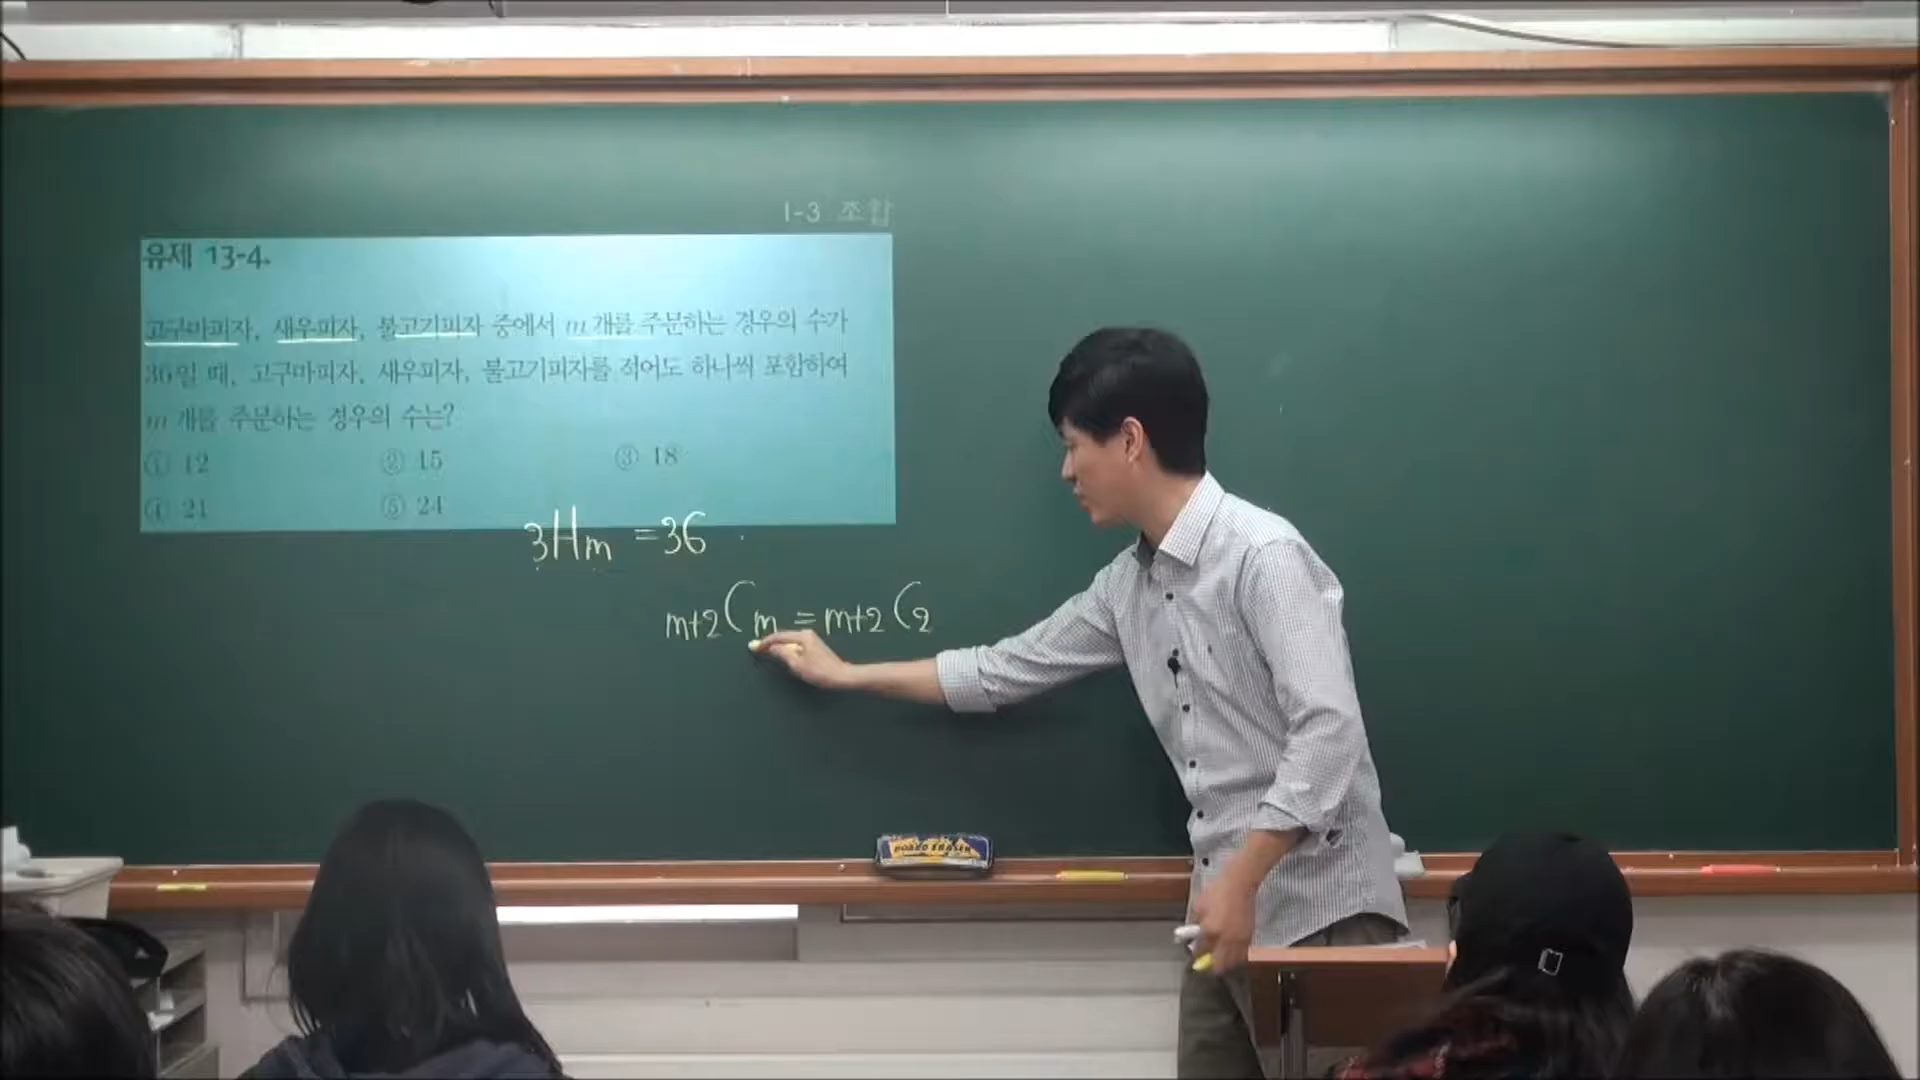 1-3 조합
유제 13-4.
고구마피자, 새우피자, 불고기피자 중에서 m개를 주문하는 경우의 수가
36일 때, 고구마피자, 새우피자, 불고기피자를 적어도 하나씩 포함하여
m개를 주문하는 경우의 수는?
① 12 ② 15 ③ 18
④ 21 ⑤ 24
3Hm = 36
m+2Cm = m+2C2
BOARD ERASER